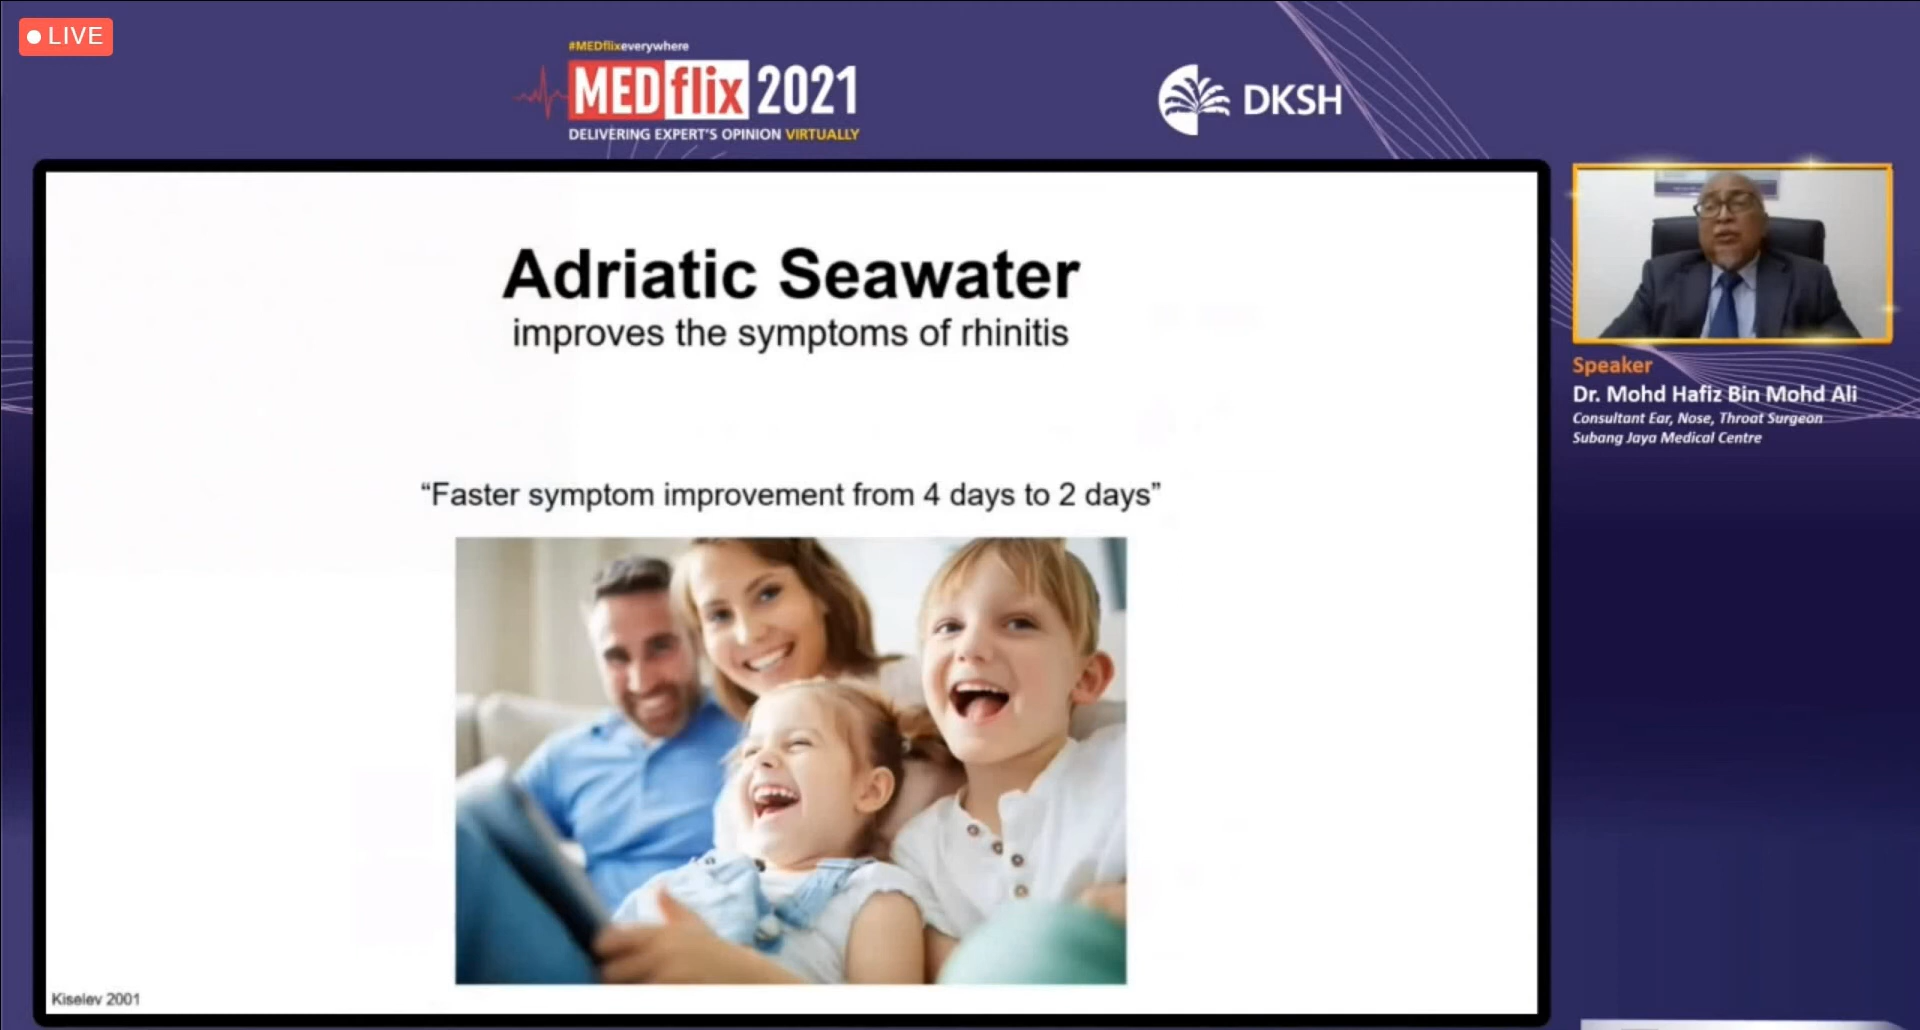 LIVE
#MEDflixeverywhere
MEDflix 2021
DELIVERING EXPERT'S OPINION VIRTUALLY
DKSH
Adriatic Seawater
improves the symptoms of rhinitis
“Faster symptom improvement from 4 days to 2 days”
Kiselev 2001
Speaker
Dr. Mohd Hafiz Bin Mohd Ali
Consultant Ear, Nose, Throat Surgeon
Subang Jaya Medical Centre